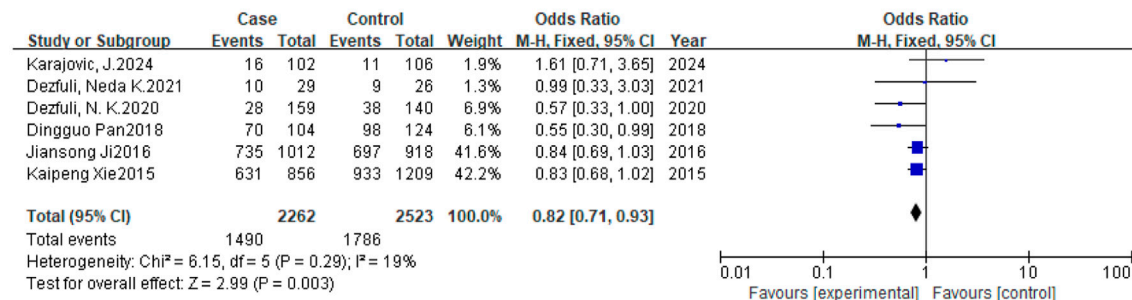 Case Control Odds Ratio Odds Ratio
Study or Subgroup Events Total Events Total Weight M-H, Fixed, 95% CI Year M-H, Fixed, 95% CI
Karajovic, J.2024 16 102 11 106 1.9% 1.61 [0.71, 3.65] 2024
Dezfuli, Neda K.2021 10 29 9 26 1.3% 0.99 [0.33, 3.03] 2021
Dezfuli, N. K.2020 28 159 38 140 6.9% 0.57 [0.33, 1.00] 2020
Dingguo Pan2018 70 104 98 124 6.1% 0.55 [0.30, 0.99] 2018
Jiansong Ji2016 735 1012 697 918 41.6% 0.84 [0.69, 1.03] 2016
Kaipeng Xie2015 631 856 933 1209 42.2% 0.83 [0.68, 1.02] 2015
Total (95% CI) 2262 2523 100.0% 0.82 [0.71, 0.93]
Total events 1490 1786
Heterogeneity: Chi² = 6.15, df = 5 (P = 0.29); I² = 19%
Test for overall effect: Z = 2.99 (P = 0.003)
0.01 0.1 1 10 100
Favours [experimental] Favours [control]